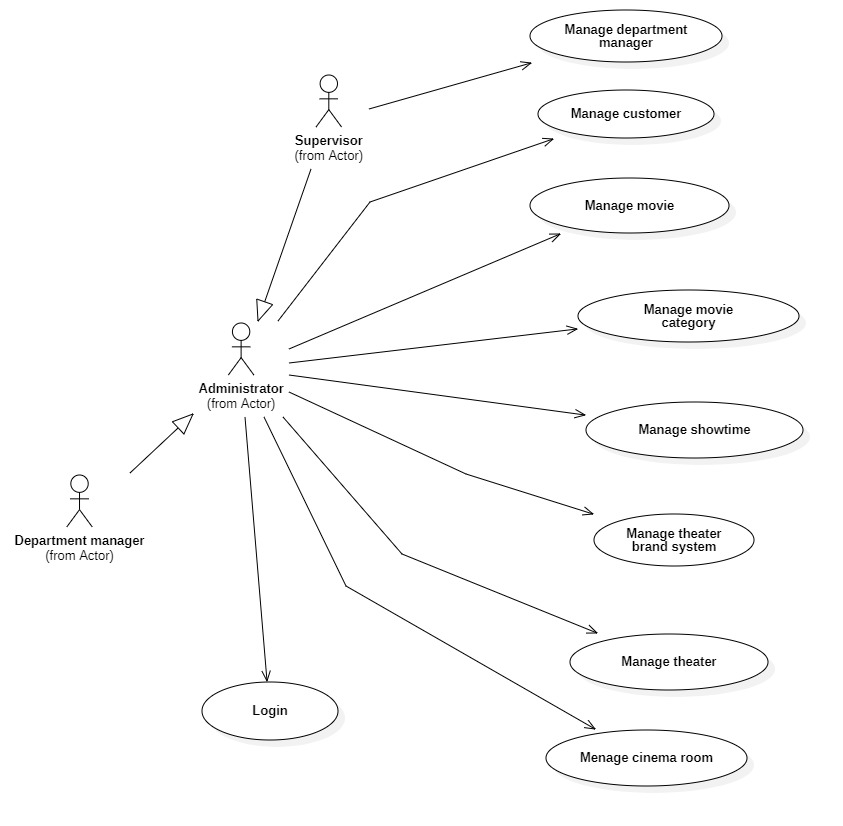 Manage department
manager
Manage customer
Supervisor
(from Actor)
Manage movie
Manage movie
category
Administrator
(from Actor)
Manage showtime
Department manager
(from Actor)
Manage theater
brand system
Manage theater
Login
Menage cinema room